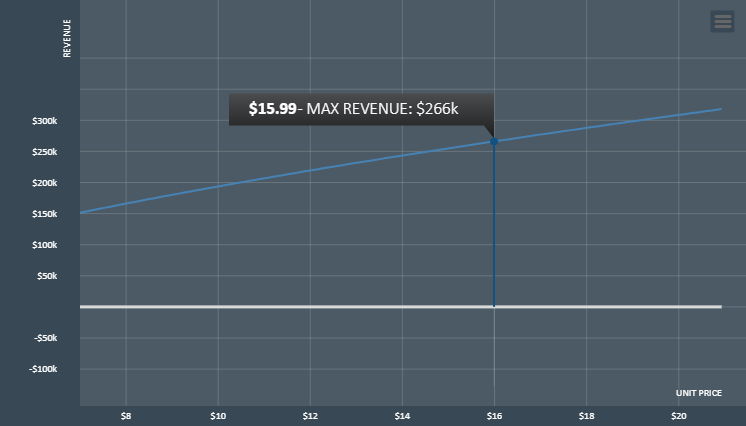 REVENUE
$15.99- MAX REVENUE: $266k
$300k
$250k
$200k
$150k
$100k
$50k
-$50k
-$100k
UNIT PRICE
$8 $10 $12 $14 $16 $18 $20